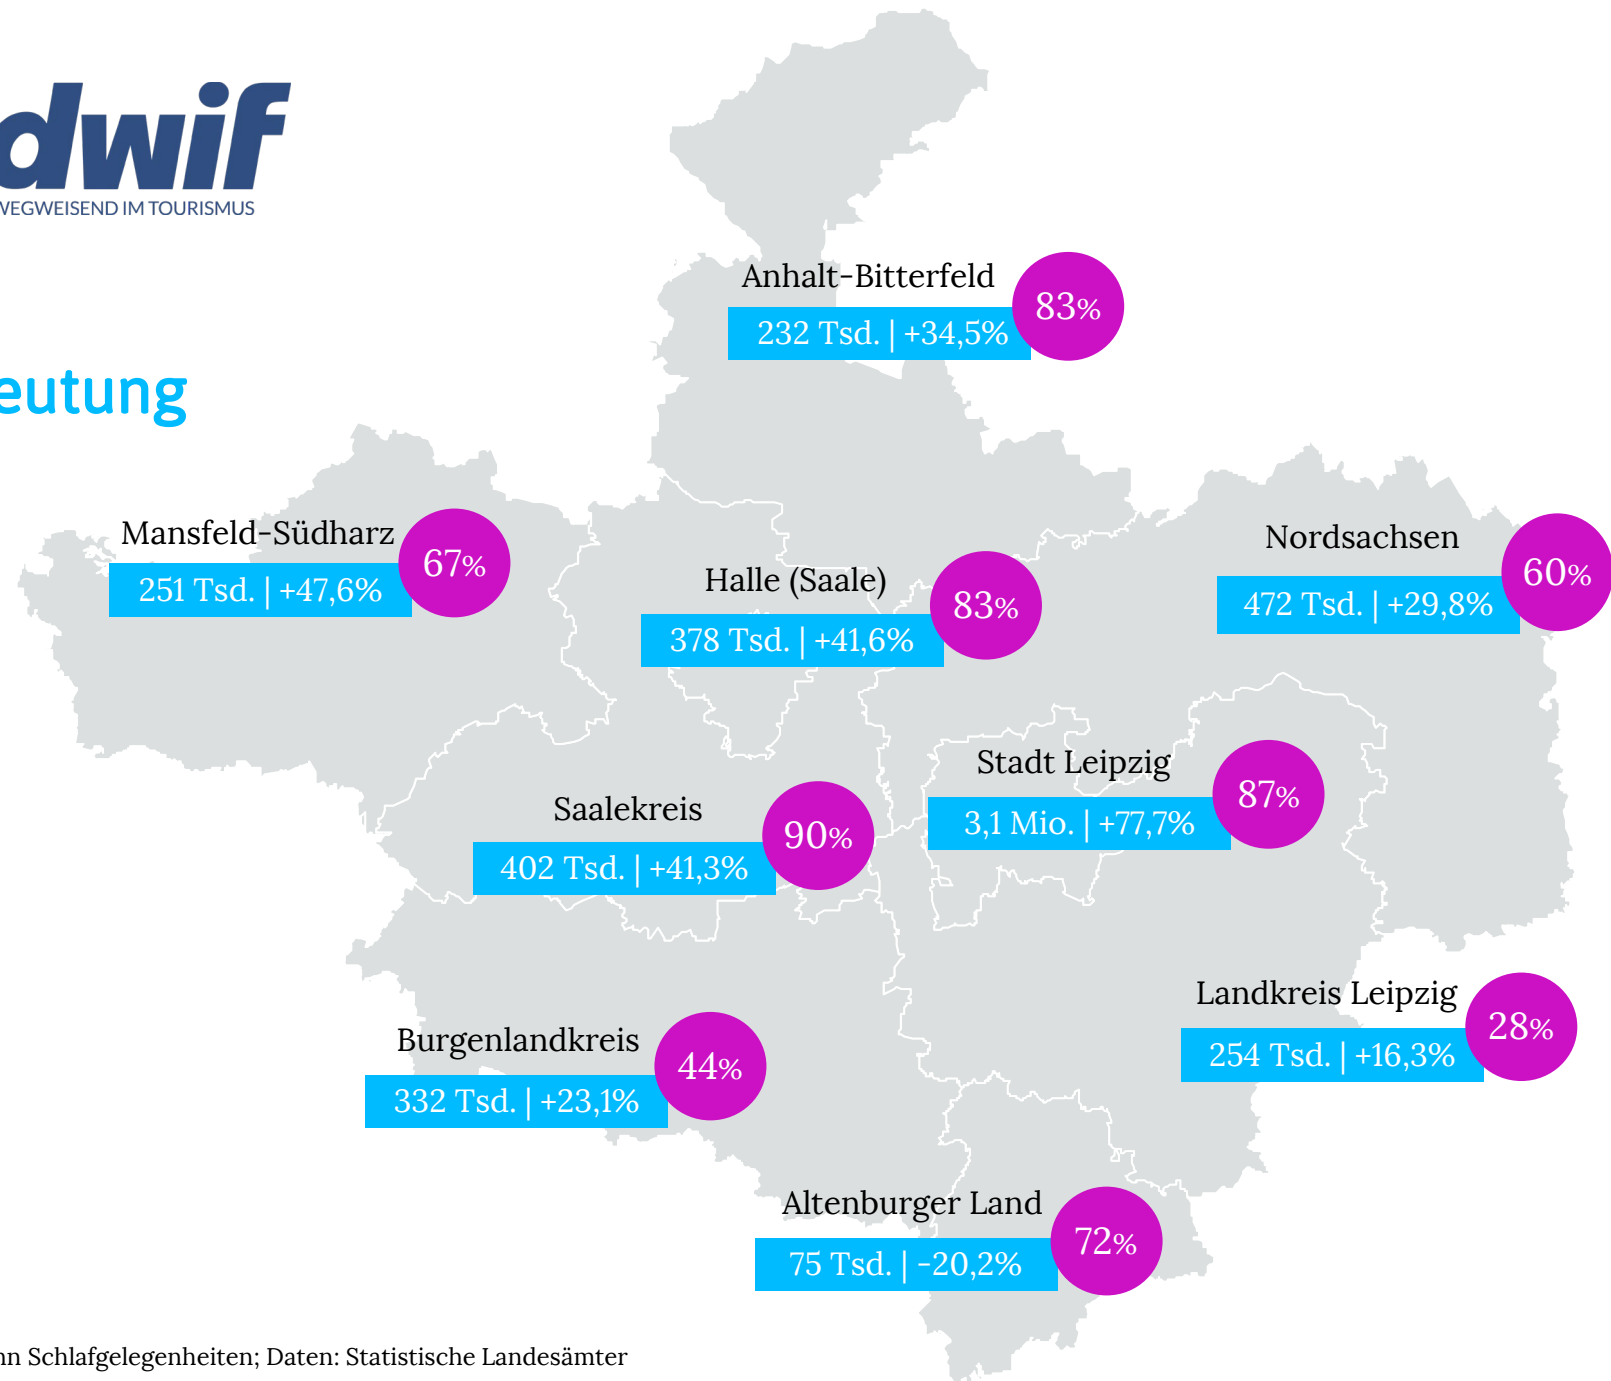 dwif
WEGWEISEND IM TOURISMUS
eutung
Anhalt-Bitterfeld
83%
232 Tsd. | +34,5%
Mansfeld-Südharz
67%
251 Tsd. | +47,6%
Halle (Saale)
83%
378 Tsd. | +41,6%
Nordsachsen
60%
472 Tsd. | +29,8%
Stadt Leipzig
87%
3,1 Mio. | +77,7%
Saalekreis
90%
402 Tsd. | +41,3%
Landkreis Leipzig
28%
254 Tsd. | +16,3%
Burgenlandkreis
44%
332 Tsd. | +23,1%
Altenburger Land
72%
75 Tsd. | -20,2%
nn Schlafgelegenheiten; Daten: Statistische Landesämter